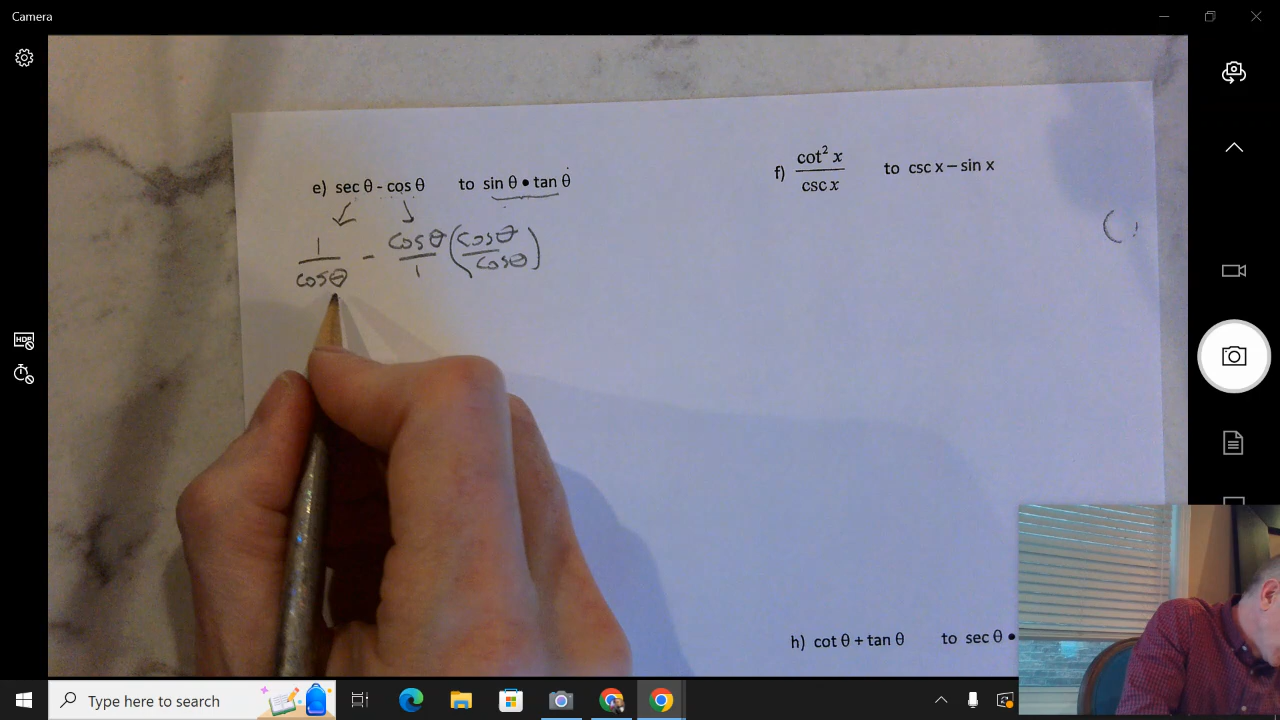 Camera
e) sec θ - cos θ to sin θ • tan θ
f) cot² x / csc x to csc x – sin x
1/cosθ - cosθ/1 (cosθ/cosθ)
h) cot θ + tan θ to sec θ •
Type here to search